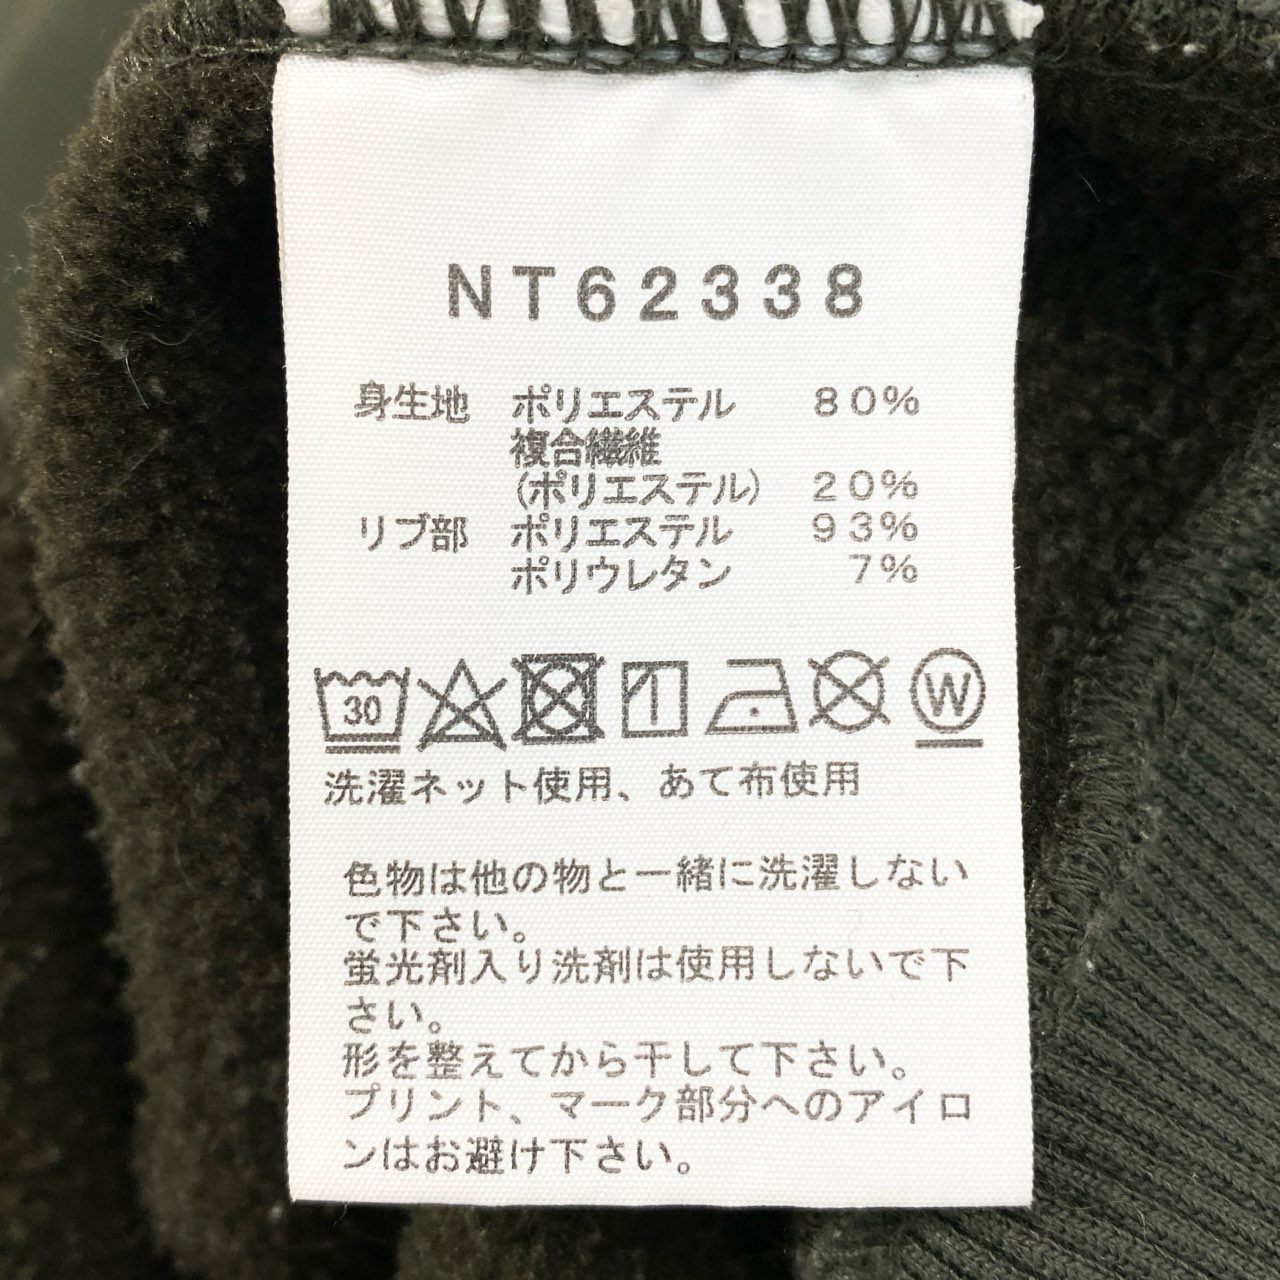 NT62338
身生地 ポリエステル 80%
複合繊維
(ポリエステル) 20%
リブ部 ポリエステル 93%
ポリウレタン 7%
30 W
洗濯ネット使用、あて布使用
色物は他の物と一緒に洗濯しない
で下さい。
蛍光剤入り洗剤は使用しないで下
さい。
形を整えてから干して下さい。
プリント、マーク部分へのアイロ
ンはお避け下さい。